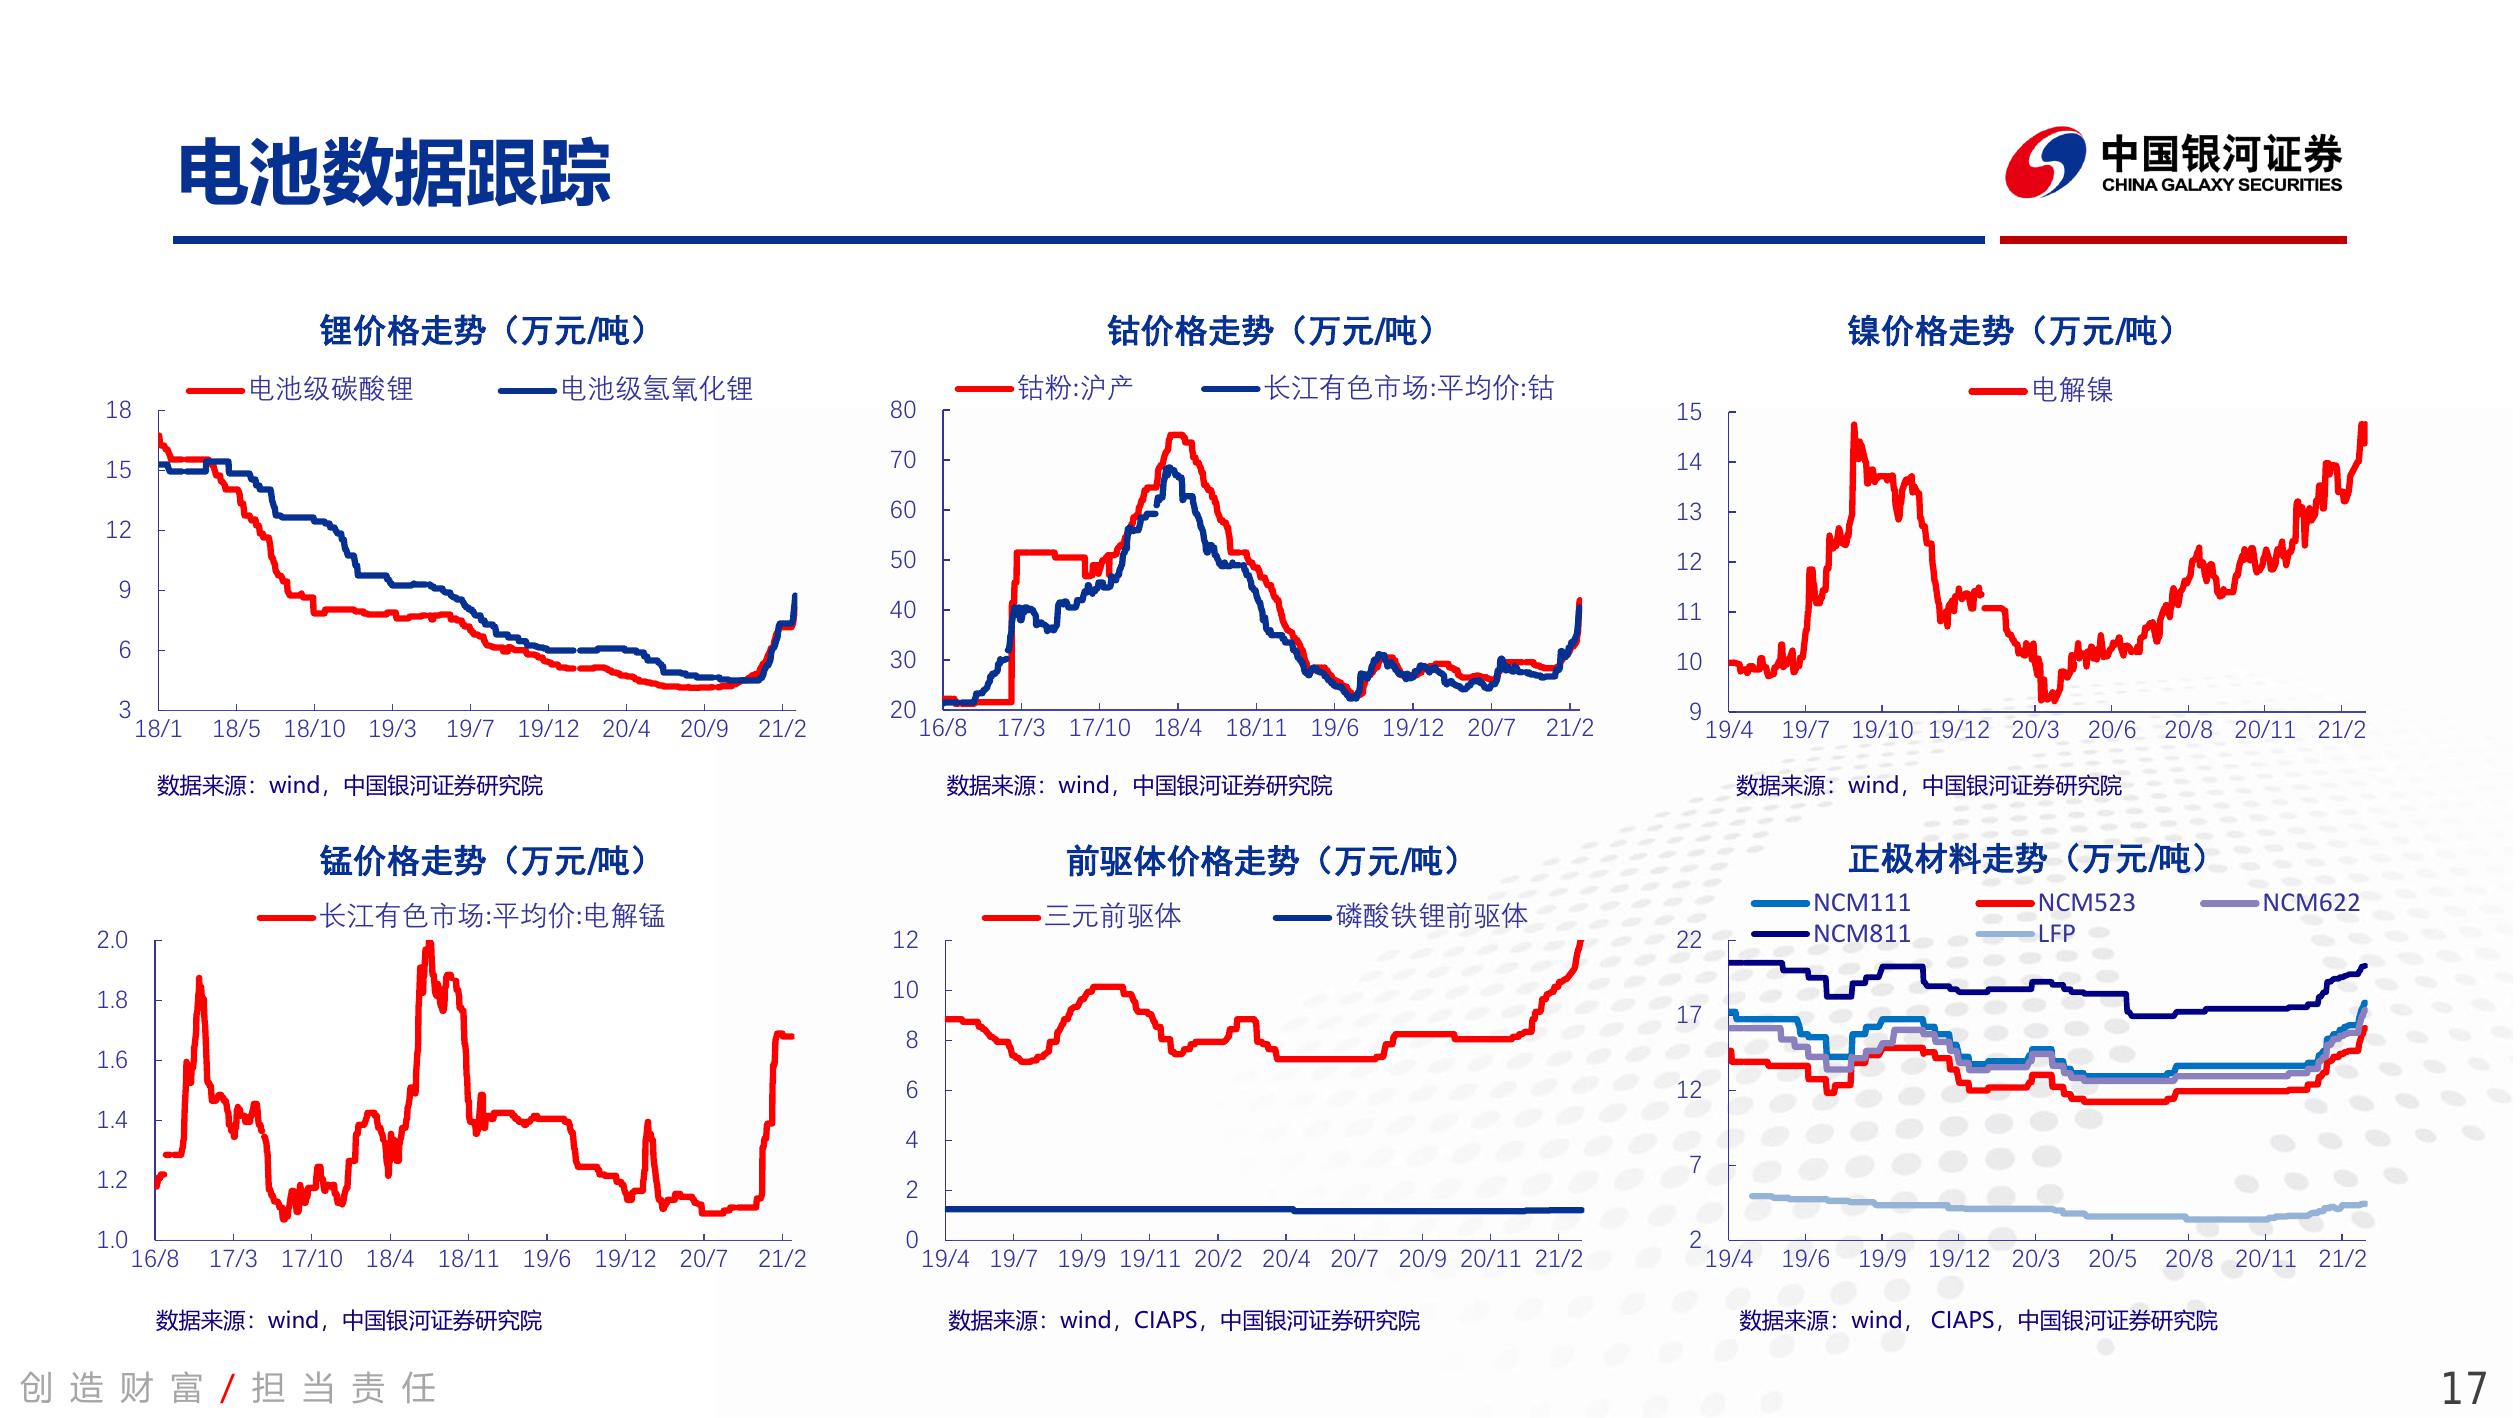 电池数据跟踪
中国银河证券
CHINA GALAXY SECURITIES
锂价格走势（万元/吨）
电池级碳酸锂 电池级氢氧化锂
18
15
12
9
6
3
18/1 18/5 18/10 19/3 19/7 19/12 20/4 20/9 21/2
数据来源：wind，中国银河证券研究院
钴价格走势（万元/吨）
钴粉:沪产 长江有色市场:平均价:钴
80
70
60
50
40
30
20
16/8 17/3 17/10 18/4 18/11 19/6 19/12 20/7 21/2
数据来源：wind，中国银河证券研究院
镍价格走势（万元/吨）
电解镍
15
14
13
12
11
10
9
19/4 19/7 19/10 19/12 20/3 20/6 20/8 20/11 21/2
数据来源：wind，中国银河证券研究院
锰价格走势（万元/吨）
长江有色市场:平均价:电解锰
2.0
1.8
1.6
1.4
1.2
1.0
16/8 17/3 17/10 18/4 18/11 19/6 19/12 20/7 21/2
数据来源：wind，中国银河证券研究院
前驱体价格走势（万元/吨）
三元前驱体 磷酸铁锂前驱体
12
10
8
6
4
2
0
19/4 19/7 19/9 19/11 20/2 20/4 20/7 20/9 20/11 21/2
数据来源：wind，CIAPS，中国银河证券研究院
正极材料走势（万元/吨）
NCM111 NCM523 NCM622
NCM811 LFP
22
17
12
7
2
19/4 19/6 19/9 19/12 20/3 20/5 20/8 20/11 21/2
数据来源：wind， CIAPS，中国银河证券研究院
创造财富/担当责任
17